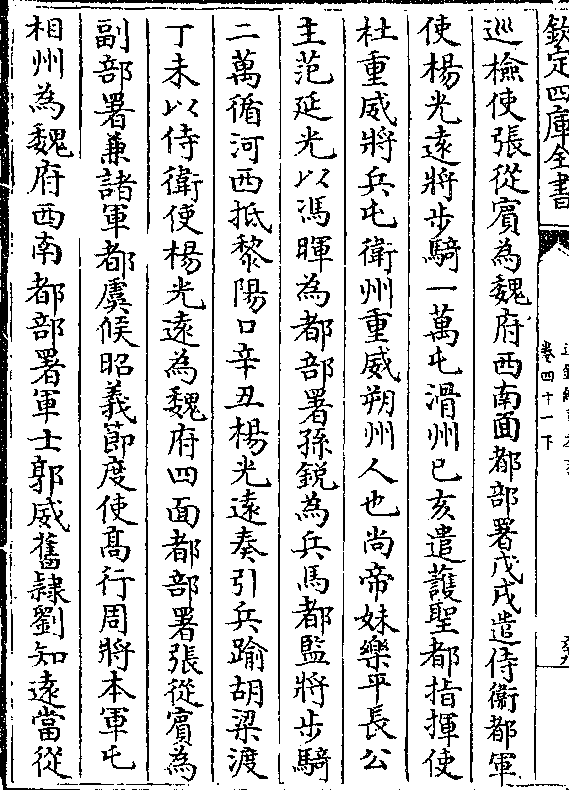 欽定四庫全書
卷四十一下
巡檢使張從賓為魏府西南面都部署戊戌遣侍衛都軍
使楊光遠將步騎一萬屯滑州己亥遣護聖都指揮使
杜重威將兵屯衛州重威朔州人也尚帝妹樂平長公
主范延光以馮暉為都部署孫銳為兵馬都監將步騎
二萬循河西抵黎陽口辛丑楊光遠奏引兵踰胡梁渡
丁未以侍衛使楊光遠為魏府四面都部署張從賓為
副部署兼諸軍都虞候昭義節度使高行周將本軍屯
相州為魏府西南都部署軍士郭威舊隸劉知遠當從